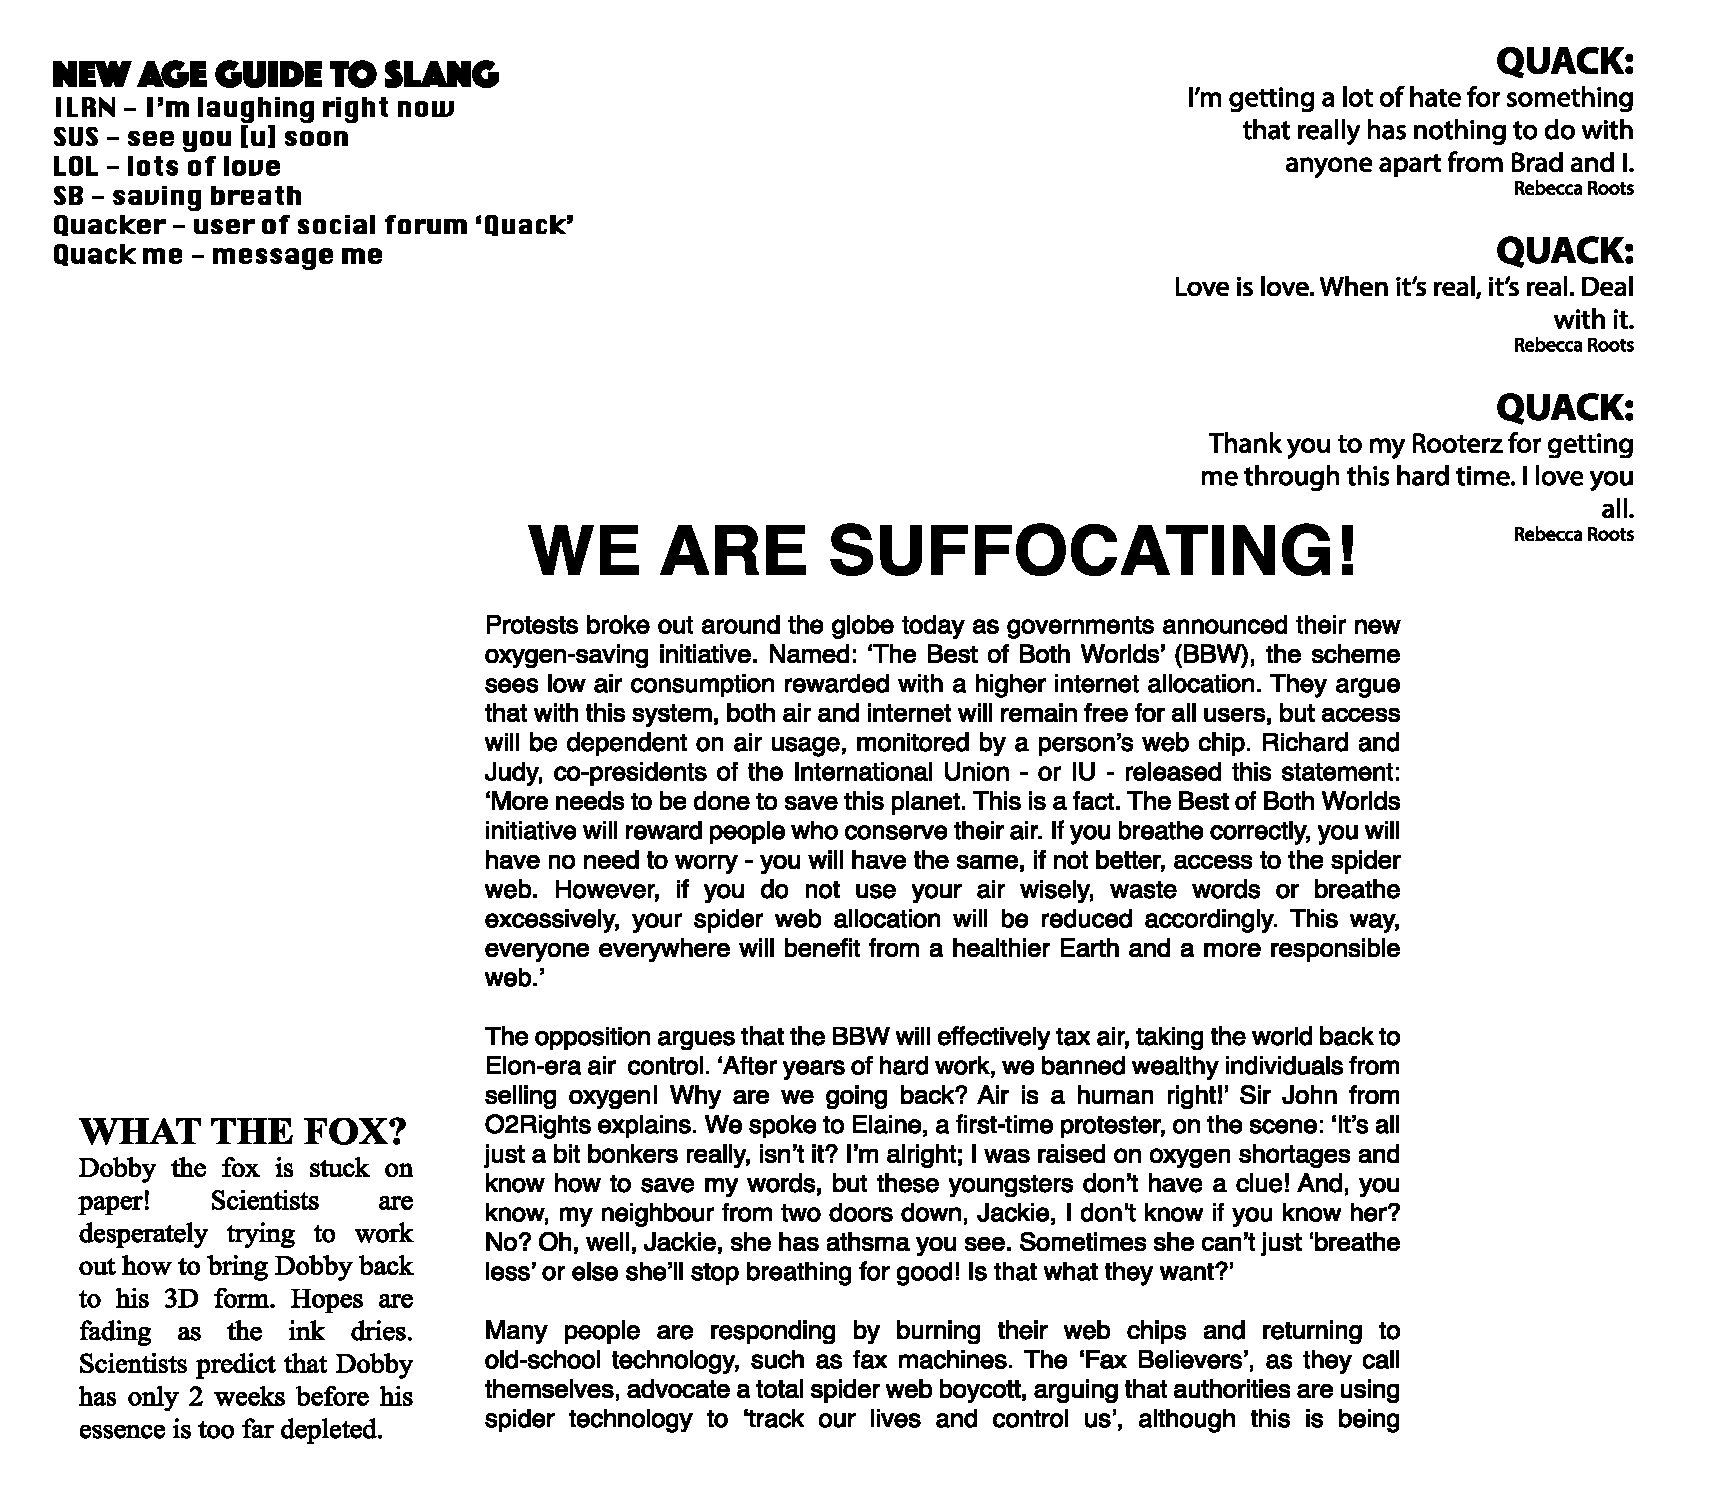 NEW AGE GUIDE TO SLANG
ILRN – I'm laughing right now
SUS – see you [u] soon
LOL – lots of love
SB – saving breath
Quacker – user of social forum ‘Quack’
Quack me – message me
QUACK:
I’m getting a lot of hate for something
that really has nothing to do with
anyone apart from Brad and I.
Rebecca Roots
QUACK:
Love is love. When it’s real, it’s real. Deal
with it.
Rebecca Roots
QUACK:
Thank you to my Rooterz for getting
me through this hard time. I love you
all.
Rebecca Roots
WE ARE SUFFOCATING!
Protests broke out around the globe today as governments announced their new
oxygen-saving initiative. Named: ‘The Best of Both Worlds’ (BBW), the scheme
sees low air consumption rewarded with a higher internet allocation. They argue
that with this system, both air and internet will remain free for all users, but access
will be dependent on air usage, monitored by a person’s web chip. Richard and
Judy, co-presidents of the International Union - or IU - released this statement:
‘More needs to be done to save this planet. This is a fact. The Best of Both Worlds
initiative will reward people who conserve their air. If you breathe correctly, you will
have no need to worry - you will have the same, if not better, access to the spider
web. However, if you do not use your air wisely, waste words or breathe
excessively, your spider web allocation will be reduced accordingly. This way,
everyone everywhere will benefit from a healthier Earth and a more responsible
web.’
The opposition argues that the BBW will effectively tax air, taking the world back to
Elon-era air control. ‘After years of hard work, we banned wealthy individuals from
selling oxygen! Why are we going back? Air is a human right!’ Sir John from
O2Rights explains. We spoke to Elaine, a first-time protester, on the scene: ‘It’s all
just a bit bonkers really, isn’t it? I’m alright; I was raised on oxygen shortages and
know how to save my words, but these youngsters don’t have a clue! And, you
know, my neighbour from two doors down, Jackie, I don’t know if you know her?
No? Oh, well, Jackie, she has athsma you see. Sometimes she can’t just ‘breathe
less’ or else she’ll stop breathing for good! Is that what they want?’
Many people are responding by burning their web chips and returning to
old-school technology, such as fax machines. The ‘Fax Believers’, as they call
themselves, advocate a total spider web boycott, arguing that authorities are using
spider technology to ‘track our lives and control us’, although this is being
WHAT THE FOX?
Dobby the fox is stuck on
paper! Scientists are
desperately trying to work
out how to bring Dobby back
to his 3D form. Hopes are
fading as the ink dries.
Scientists predict that Dobby
has only 2 weeks before his
essence is too far depleted.